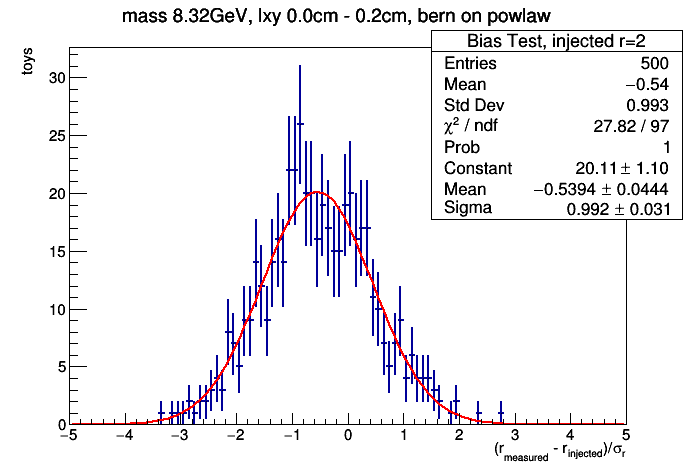 mass 8.32GeV, lxy 0.0cm - 0.2cm, bern on powlaw
Bias Test, injected r=2
Entries 500
Mean −0.54
Std Dev 0.993
χ² / ndf 27.82 / 97
Prob 1
Constant 20.11 ± 1.10
Mean −0.5394 ± 0.0444
Sigma 0.992 ± 0.031
toys
30
25
20
15
10
5
0
−5 −4 −3 −2 −1 0 1 2 3 4 5
(r_measured - r_injected)/σ_r